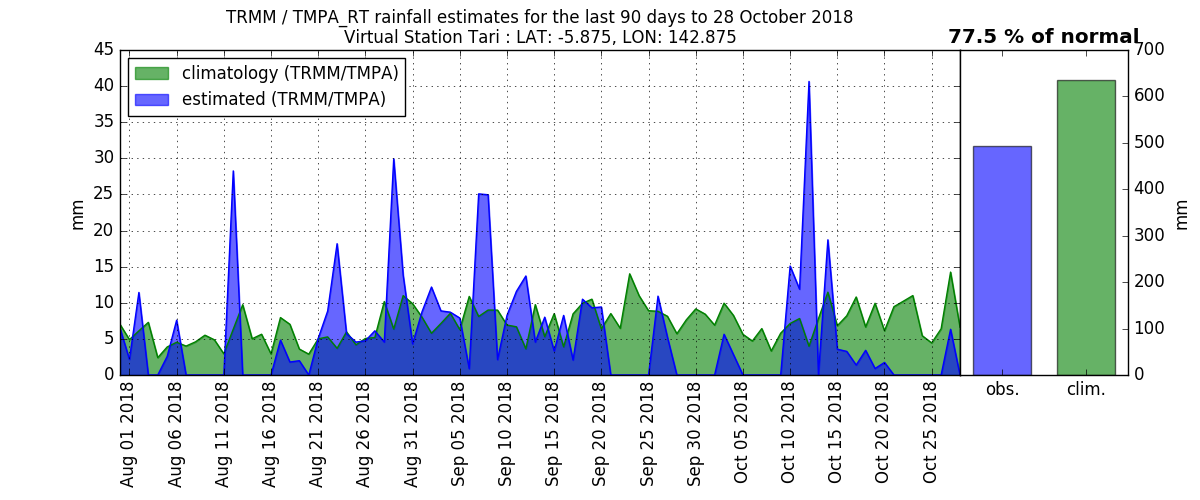 TRMM / TMPA_RT rainfall estimates for the last 90 days to 28 October 2018
Virtual Station Tari : LAT: -5.875, LON: 142.875
77.5 % of normal
climatology (TRMM/TMPA)
estimated (TRMM/TMPA)
45
40
35
30
25
20
15
10
5
0
mm
Aug 01 2018
Aug 06 2018
Aug 11 2018
Aug 16 2018
Aug 21 2018
Aug 26 2018
Aug 31 2018
Sep 05 2018
Sep 10 2018
Sep 15 2018
Sep 20 2018
Sep 25 2018
Sep 30 2018
Oct 05 2018
Oct 10 2018
Oct 15 2018
Oct 20 2018
Oct 25 2018
obs.
clim.
700
600
500
400
300
200
100
0
mm